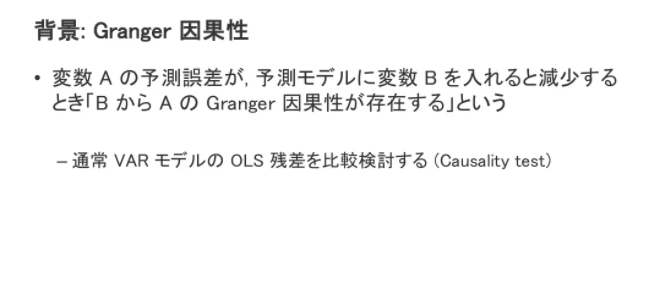 背景: Granger 因果性
• 変数 A の予測誤差が, 予測モデルに変数 B を入れると減少する
とき「B から A の Granger 因果性が存在する」という
– 通常 VAR モデルの OLS 残差を比較検討する (Causality test)